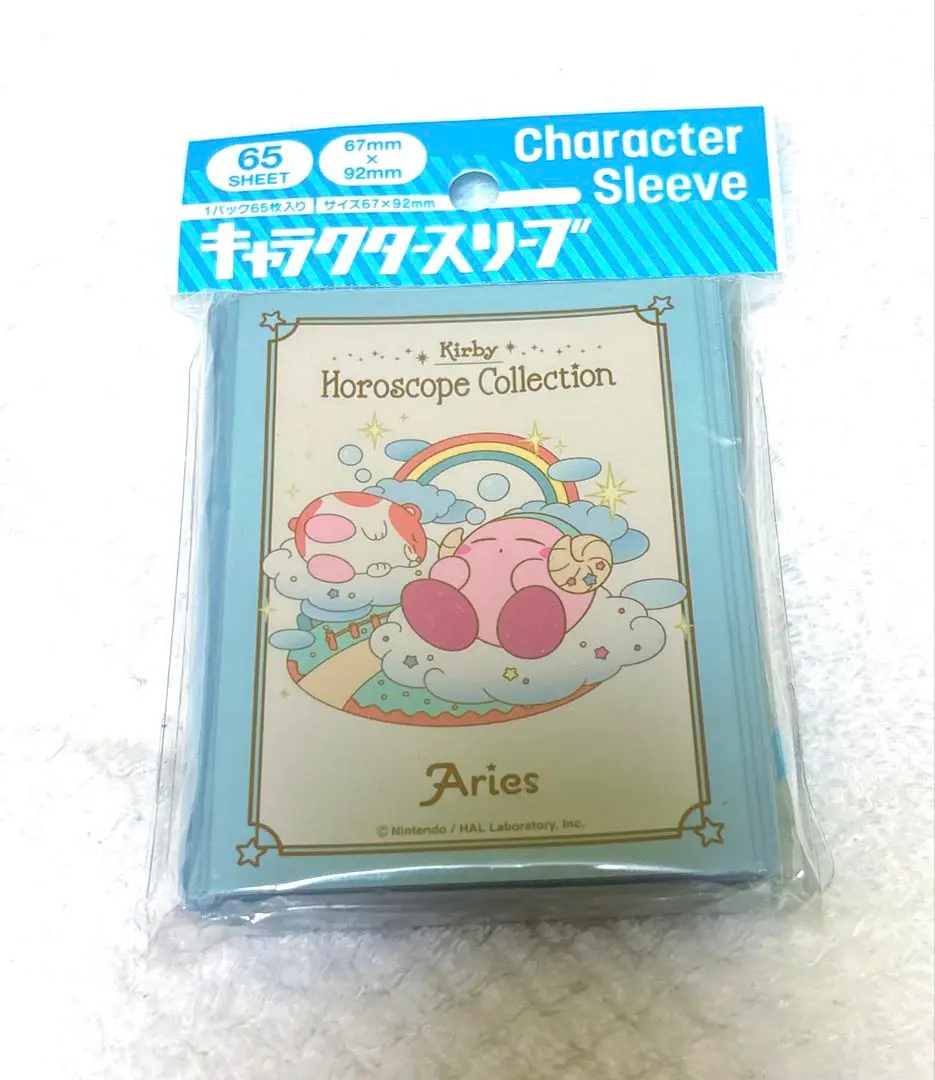 65
SHEET
67mm
×
92mm
Character
Sleeve
1パック65枚入り サイズ67×92mm
キャラクタースリーブ
Kirby
Horoscope Collection
Aries
© Nintendo / HAL Laboratory, Inc.